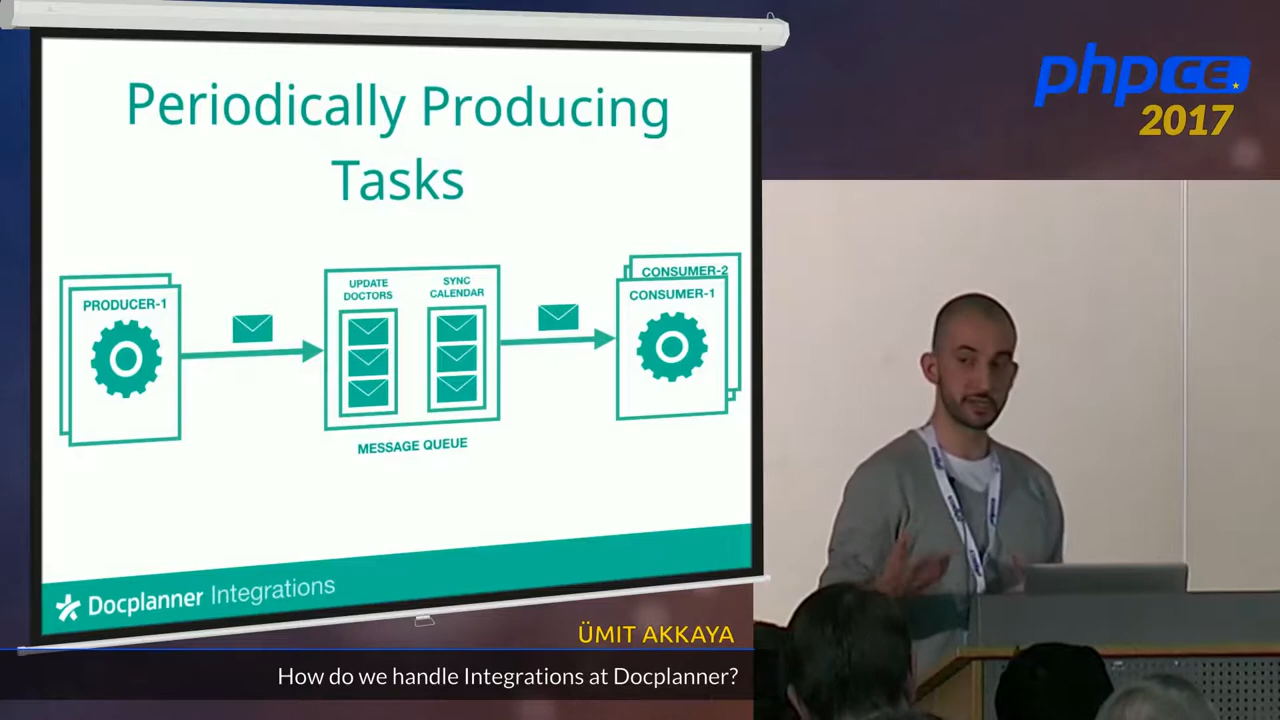 Periodically Producing
Tasks
PRODUCER-1
UPDATE
DOCTORS
SYNC
CALENDAR
MESSAGE QUEUE
CONSUMER-2
CONSUMER-1
Docplanner Integrations
phpCE
2017
ÜMIT AKKAYA
How do we handle Integrations at Docplanner?